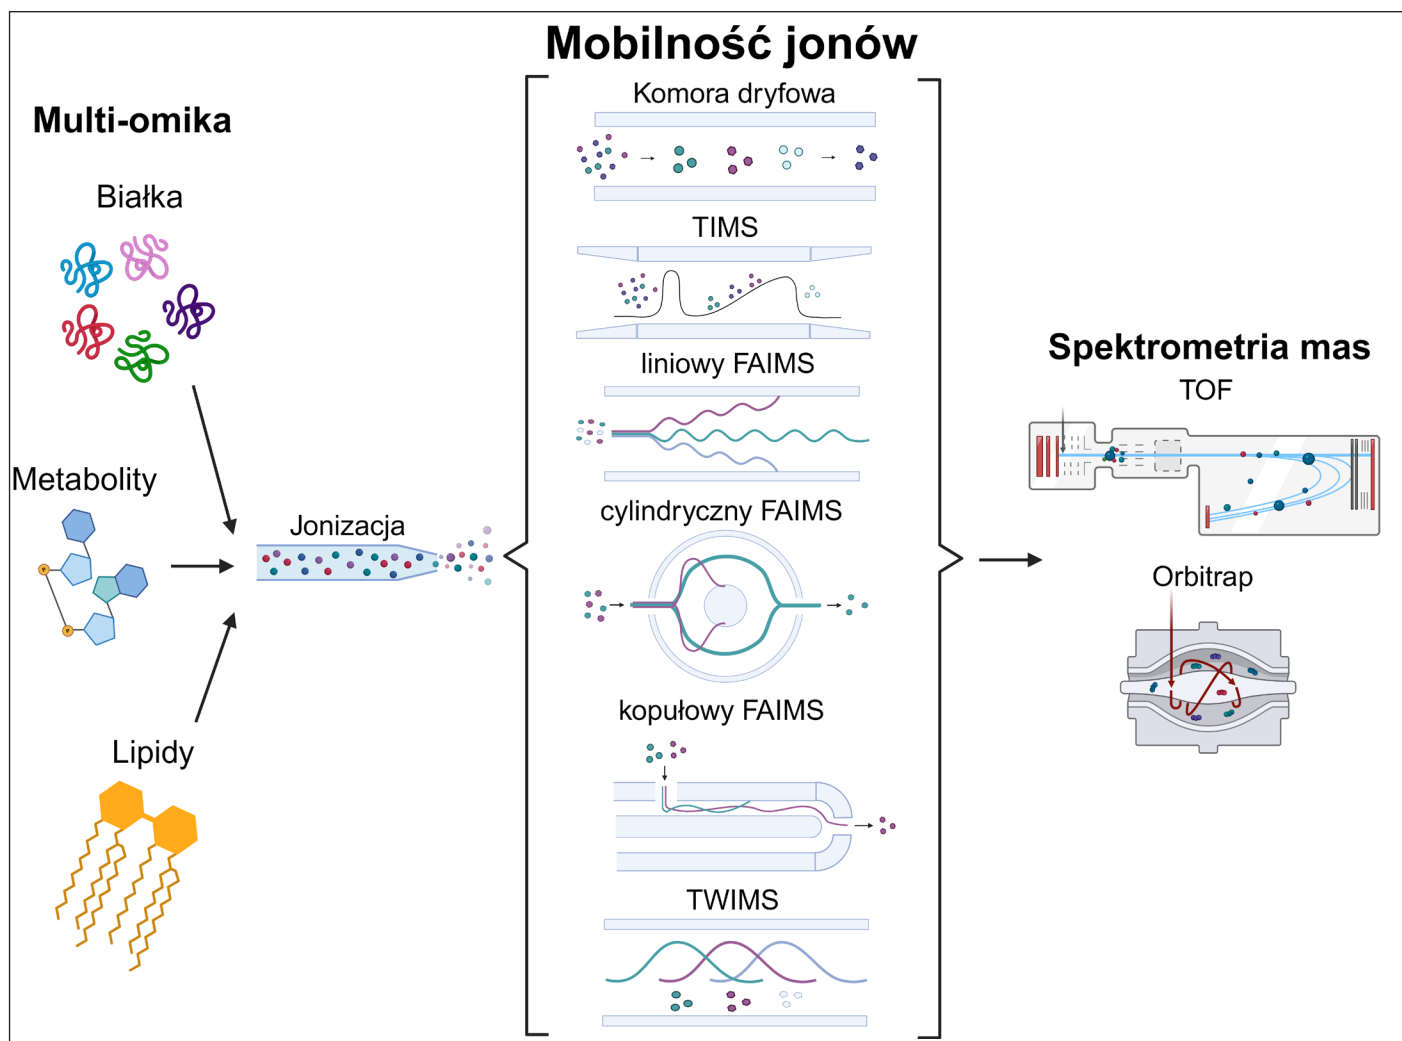 Mobilność jonów
Multi-omika
Białka
Metabolity
P
P
Lipidy
Jonizacja
Komora dryfowa
TIMS
liniowy FAIMS
cylindryczny FAIMS
kopułowy FAIMS
TWIMS
Spektrometria mas
TOF
Orbitrap